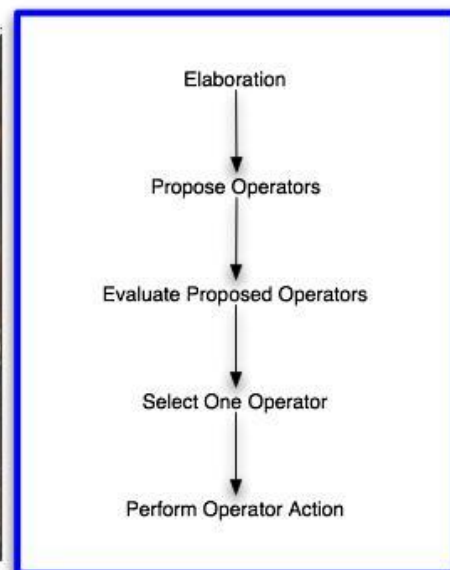 Elaboration
Propose Operators
Evaluate Proposed Operators
Select One Operator
Perform Operator Action